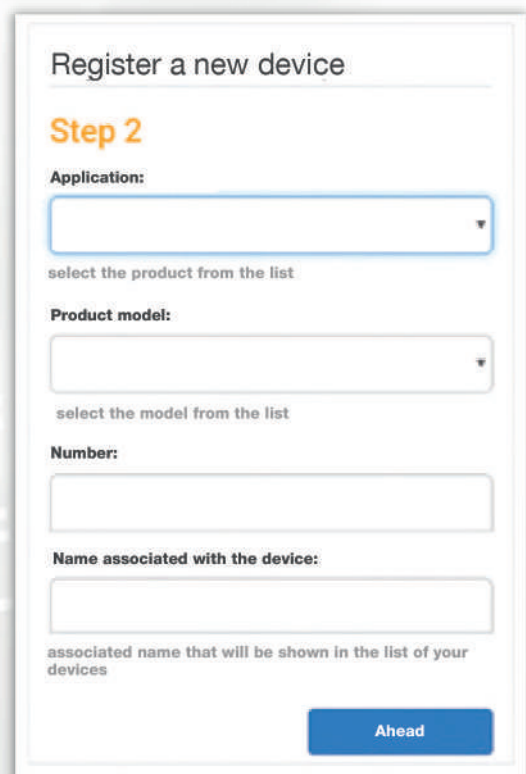 Register a new device
Step 2
Application:
select the product from the list
Product model:
select the model from the list
Number:
Name associated with the device:
associated name that will be shown in the list of your
devices
Ahead